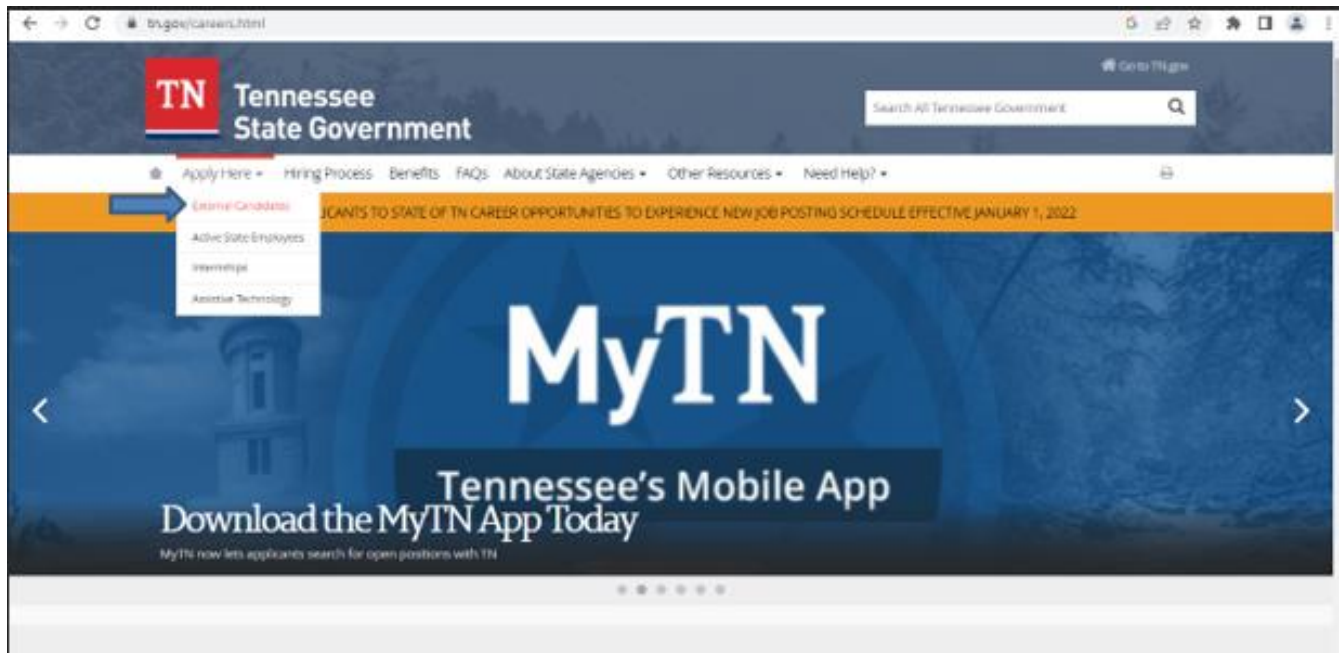 tn.gov/careers.html
Go to TN.gov
TN Tennessee
State Government
Search All Tennessee Government
Apply Here
Hiring Process
Benefits
FAQs
About State Agencies
Other Resources
Need Help?
External Candidates
Active State Employees
Internships
Assistive Technology
ICANTS TO STATE OF TN CAREER OPPORTUNITIES TO EXPERIENCE NEW JOB POSTING SCHEDULE EFFECTIVE JANUARY 1, 2022
MyTN
Tennessee's Mobile App
Download the MyTN App Today
MyTN now lets applicants search for open positions with TN